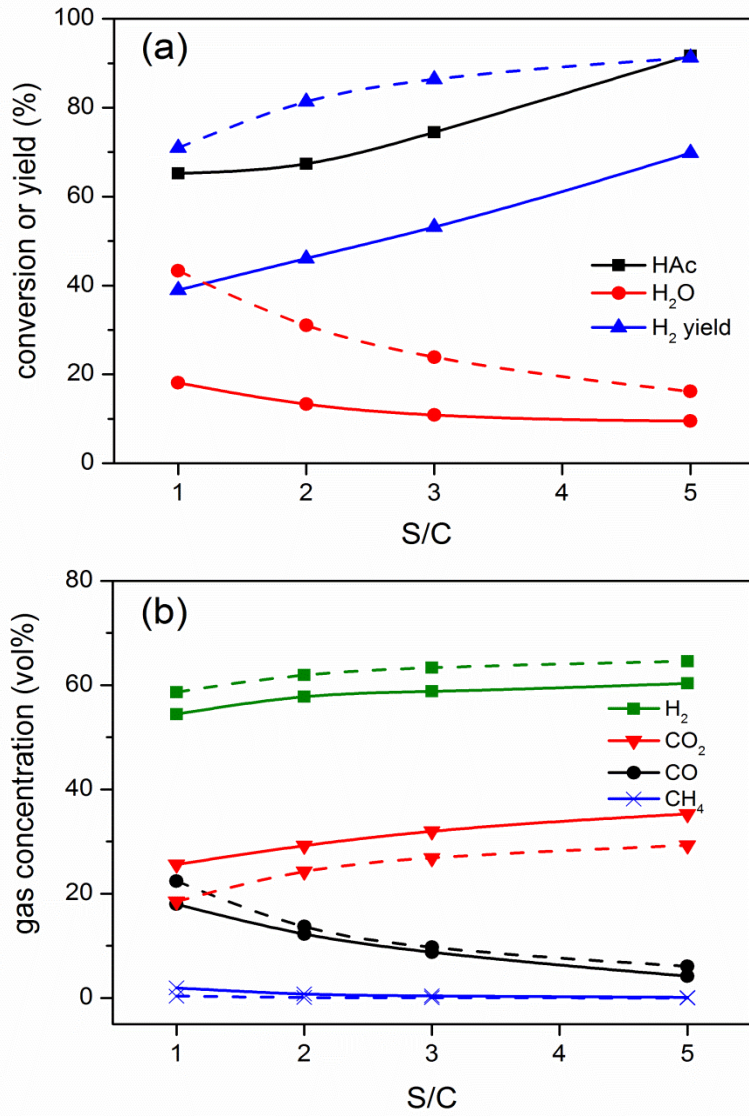 (a)
conversion or yield (%)
100
80
60
40
20
0
HAc
H₂O
H₂ yield
1 2 3 4 5
S/C
(b)
gas concentration (vol%)
80
60
40
20
0
H₂
CO₂
CO
CH₄
1 2 3 4 5
S/C